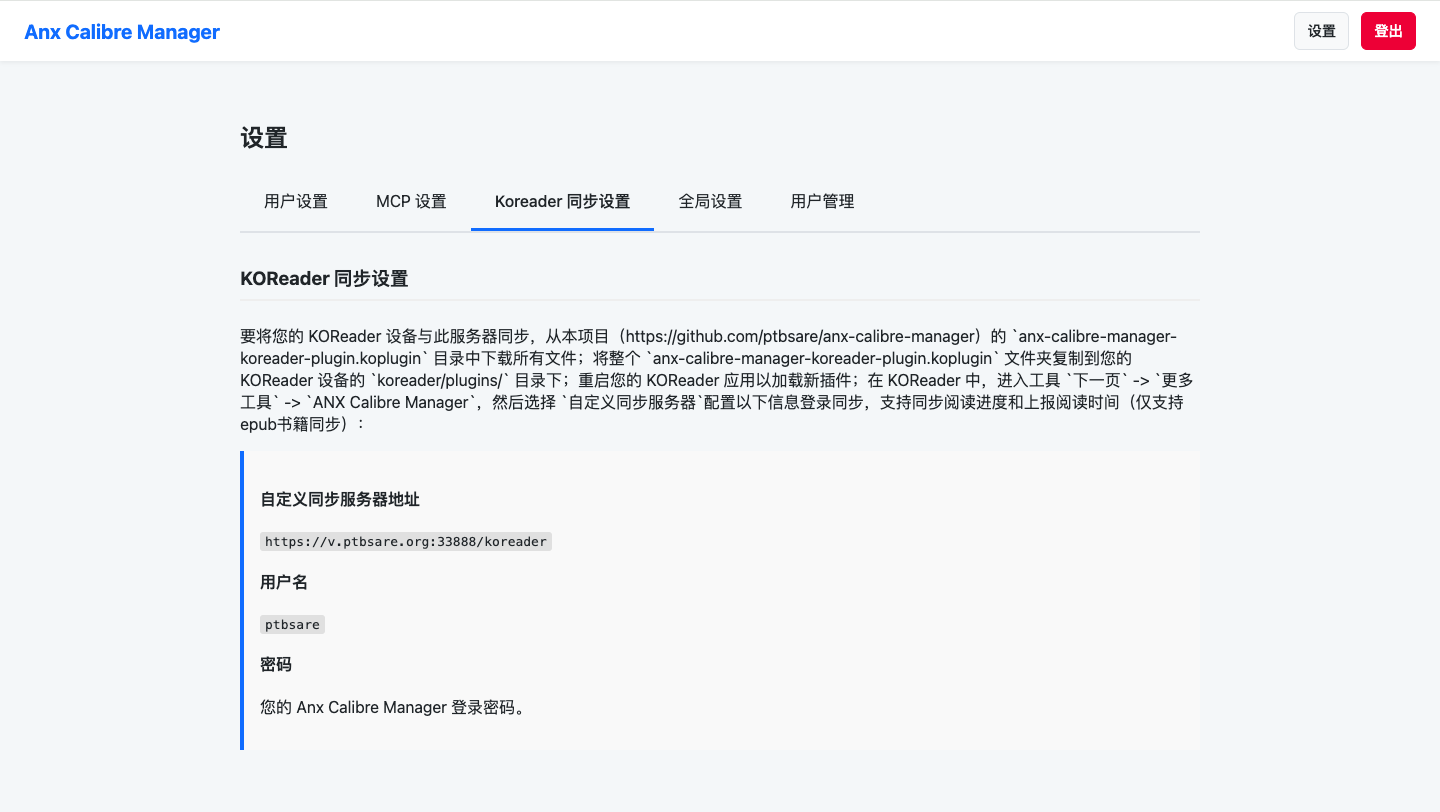 Anx Calibre Manager
设置
登出
设置
用户设置
MCP 设置
Koreader 同步设置
全局设置
用户管理
KOReader 同步设置
要将您的 KOReader 设备与此服务器同步，从本项目（https://github.com/ptbsare/anx-calibre-manager）的 `anx-calibre-manager-
koreader-plugin.koplugin` 目录中下载所有文件；将整个 `anx-calibre-manager-koreader-plugin.koplugin` 文件夹复制到您的
KOReader 设备的 `koreader/plugins/` 目录下；重启您的 KOReader 应用以加载新插件；在 KOReader 中，进入工具 `下一页` -> `更多
工具` -> `ANX Calibre Manager`，然后选择 `自定义同步服务器`配置以下信息登录同步，支持同步阅读进度和上报阅读时间（仅支持
epub书籍同步）：
自定义同步服务器地址
https://v.ptbsare.org:33888/koreader
用户名
ptbsare
密码
您的 Anx Calibre Manager 登录密码。